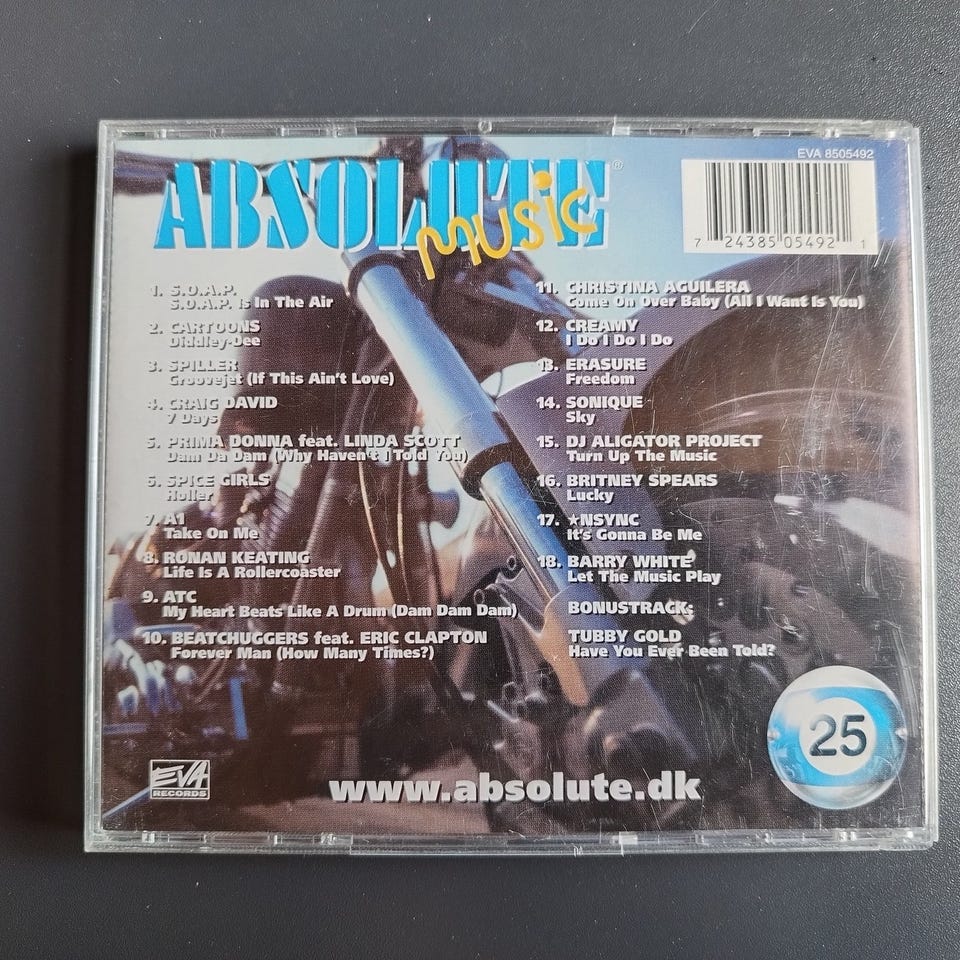 EVA 8505492
ABSOLUTE®
music
7 24385 05492 1
1. S.O.A.P.
S.O.A.P. Is In The Air
2. CARTOONS
Diddley-Dee
3. SPILLER
Groovejet (If This Ain't Love)
4. CRAIG DAVID
7 Days
5. PRIMA DONNA feat. LINDA SCOTT
Dam Da Dam (Why Haven't I Told You)
6. SPICE GIRLS
Holler
7. A1
Take On Me
8. RONAN KEATING
Life Is A Rollercoaster
9. ATC
My Heart Beats Like A Drum (Dam Dam Dam)
10. BEATCHUGGERS feat. ERIC CLAPTON
Forever Man (How Many Times?)
11. CHRISTINA AGUILERA
Come On Over Baby (All I Want Is You)
12. CREAMY
I Do I Do I Do
13. ERASURE
Freedom
14. SONIQUE
Sky
15. DJ ALIGATOR PROJECT
Turn Up The Music
16. BRITNEY SPEARS
Lucky
17. ★NSYNC
It's Gonna Be Me
18. BARRY WHITE
Let The Music Play
BONUSTRACK:
TUBBY GOLD
Have You Ever Been Told?
25
EVA
RECORDS
www.absolute.dk